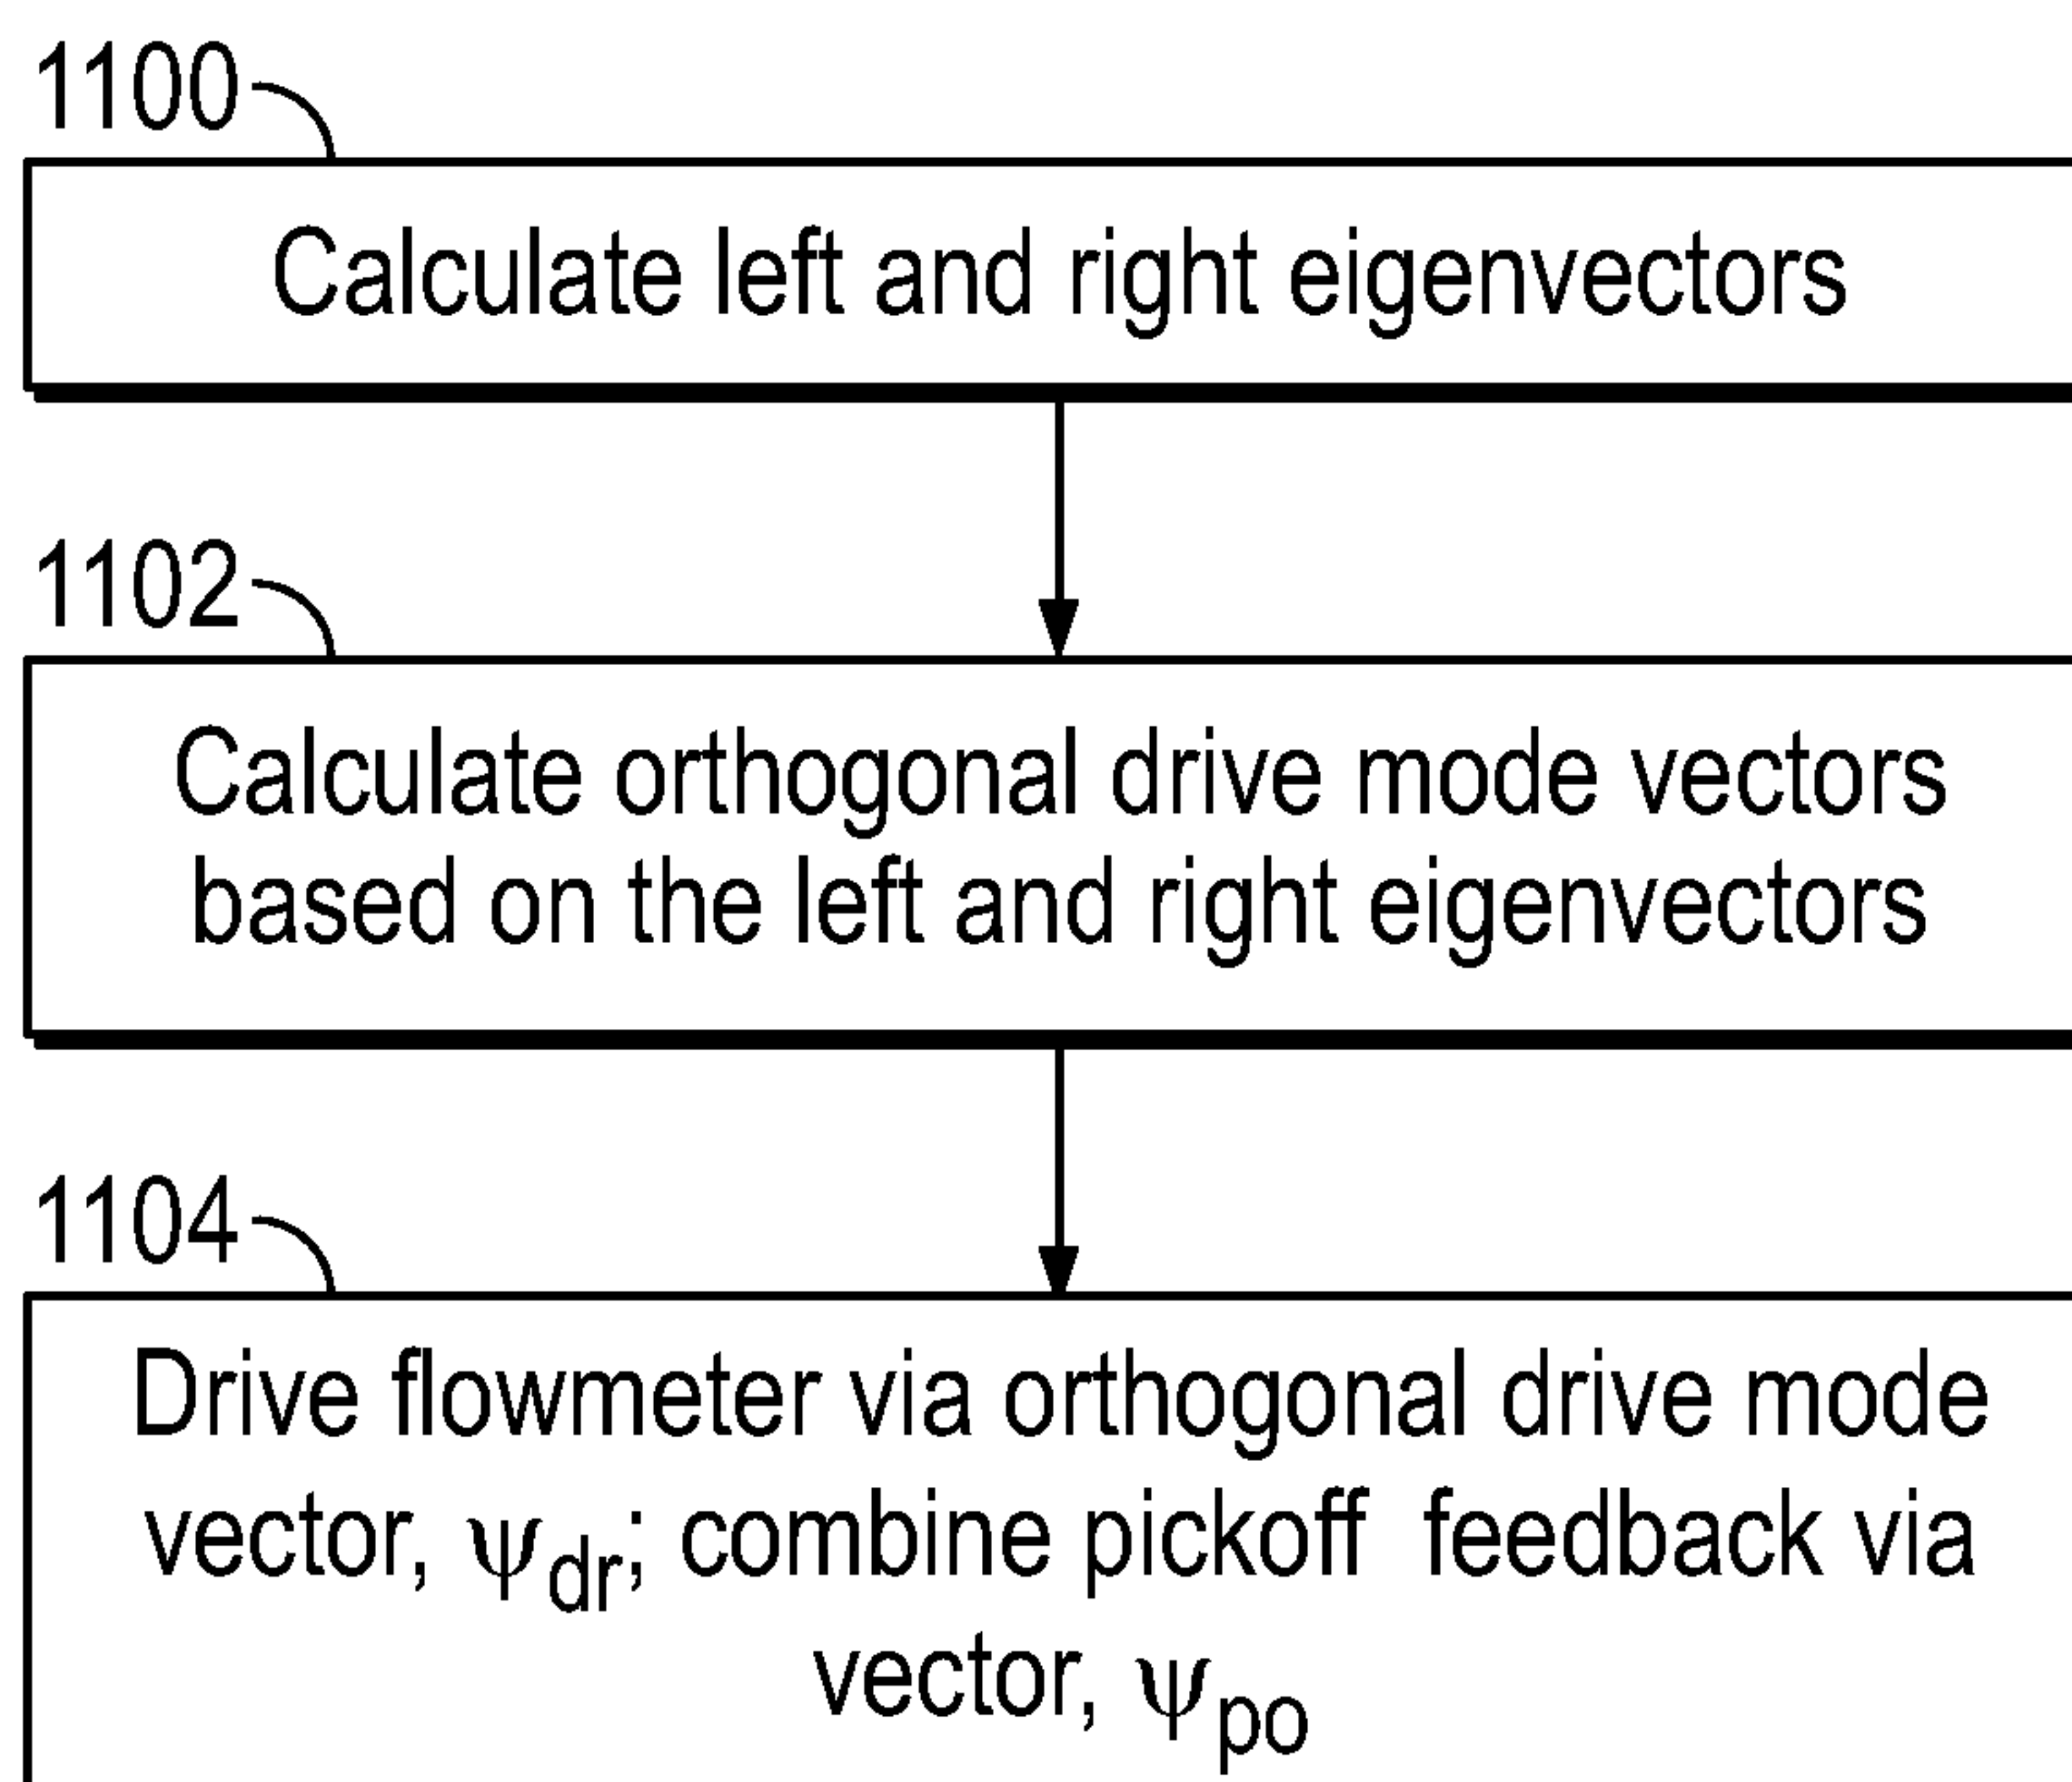 1100
Calculate left and right eigenvectors
1102
Calculate orthogonal drive mode vectors
based on the left and right eigenvectors
1104
Drive flowmeter via orthogonal drive mode
vector, ψdr; combine pickoff feedback via
vector, ψpo